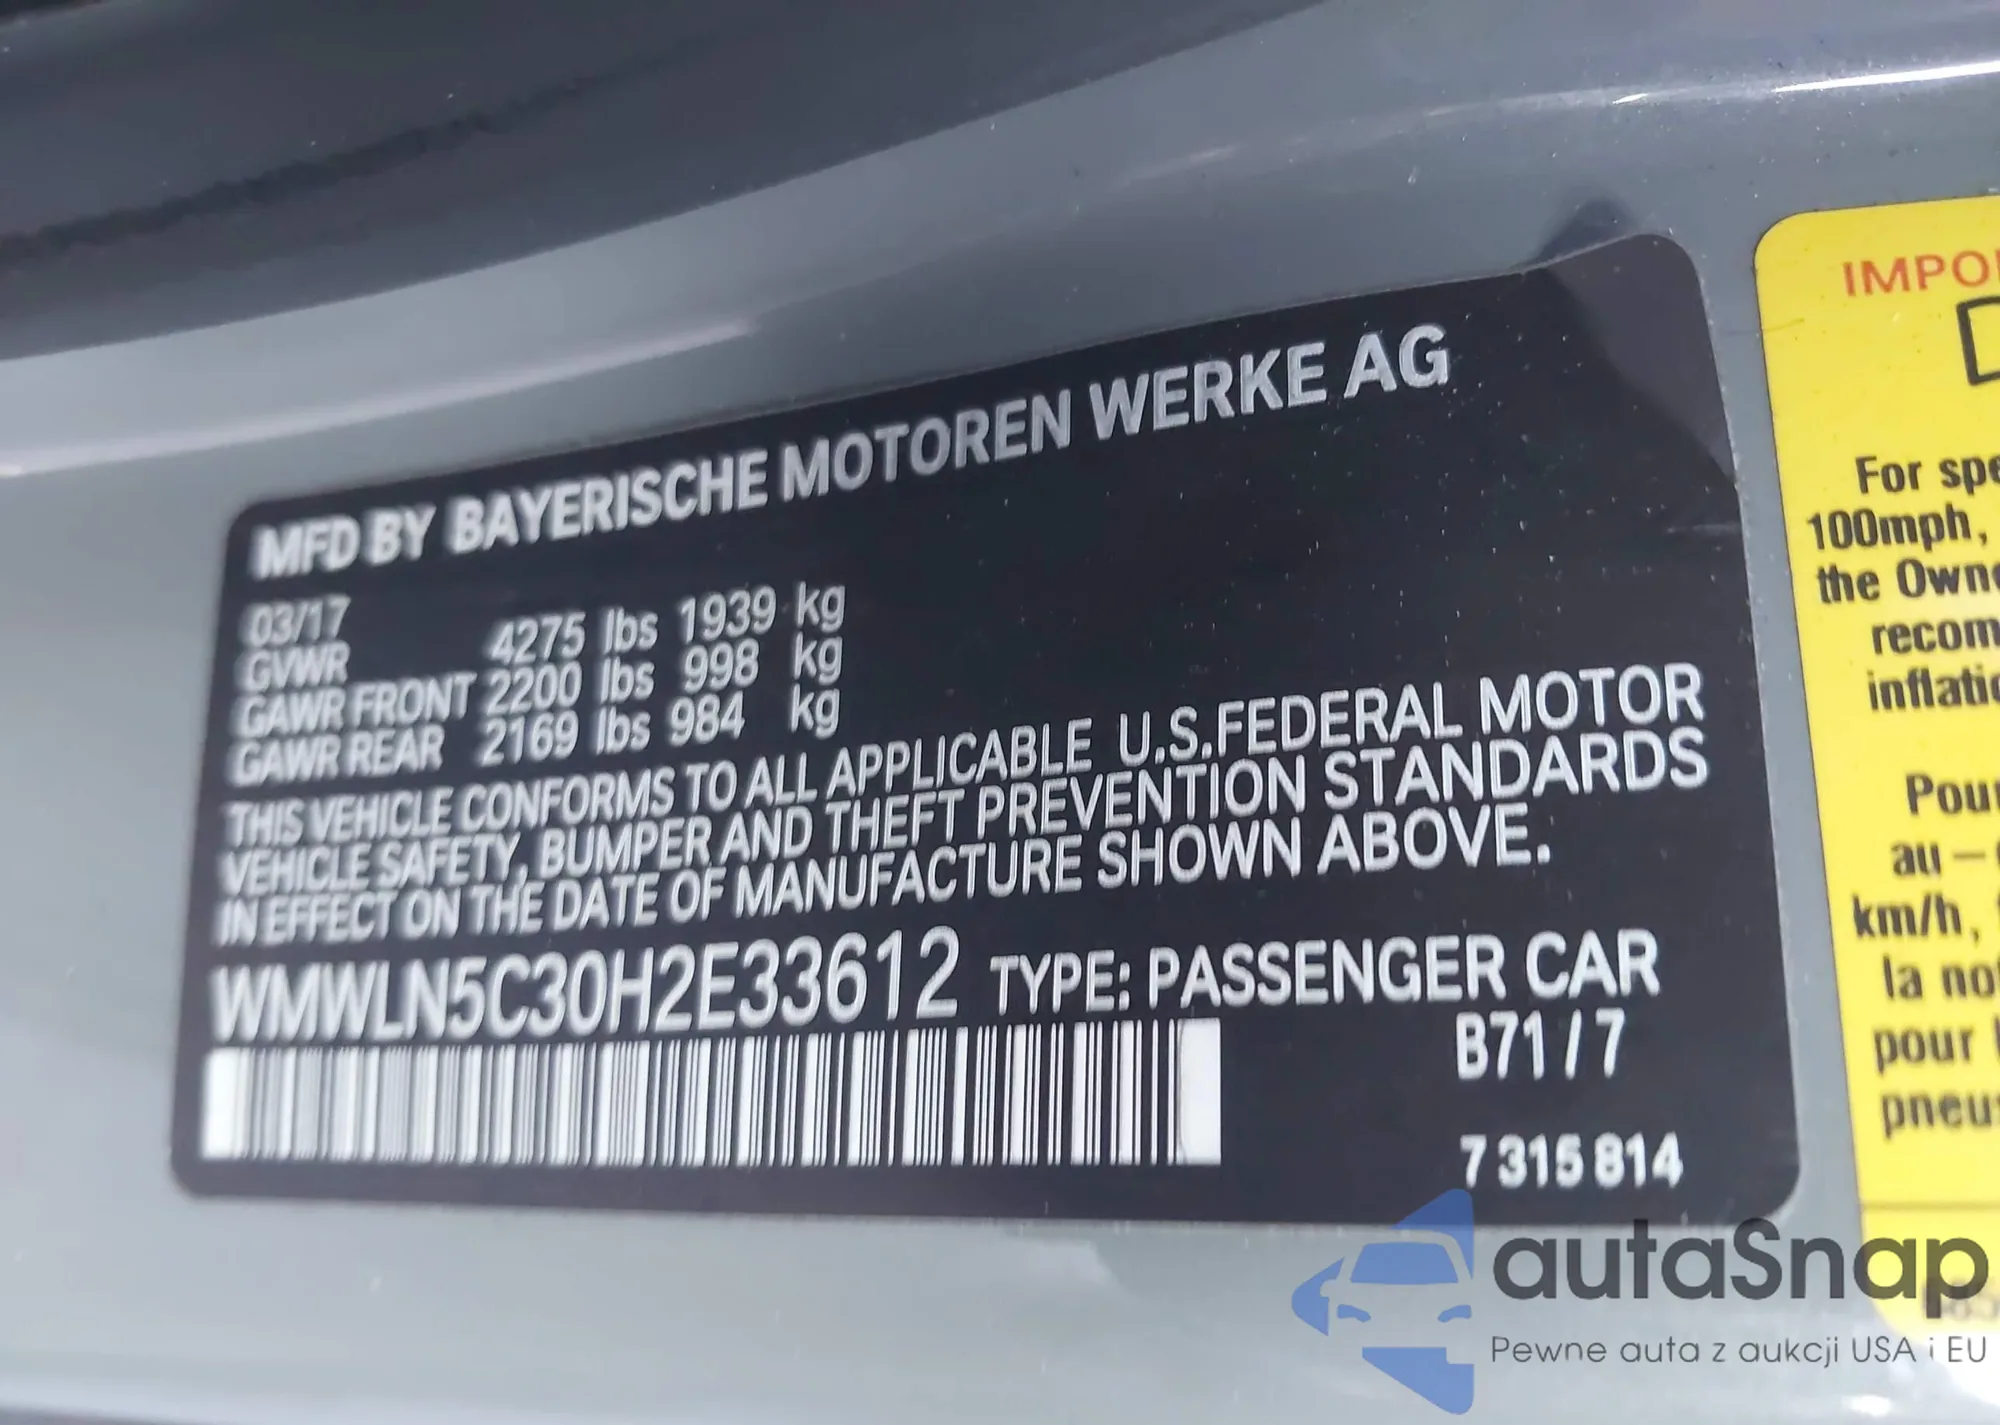 MFD BY BAYERISCHE MOTOREN WERKE AG
03/17
GVWR 4275 lbs 1939 kg
GAWR FRONT 2200 lbs 998 kg
GAWR REAR 2169 lbs 984 kg
THIS VEHICLE CONFORMS TO ALL APPLICABLE U.S.FEDERAL MOTOR
VEHICLE SAFETY, BUMPER AND THEFT PREVENTION STANDARDS
IN EFFECT ON THE DATE OF MANUFACTURE SHOWN ABOVE.
WMWLN5C30H2E33612 TYPE: PASSENGER CAR
B71/7
7 315 814
IMPO
For spe
100mph,
the Owne
recom
inflatio
Pour
au –
km/h,
la not
pour
pneus
autaSnap
Pewne auta z aukcji USA i EU